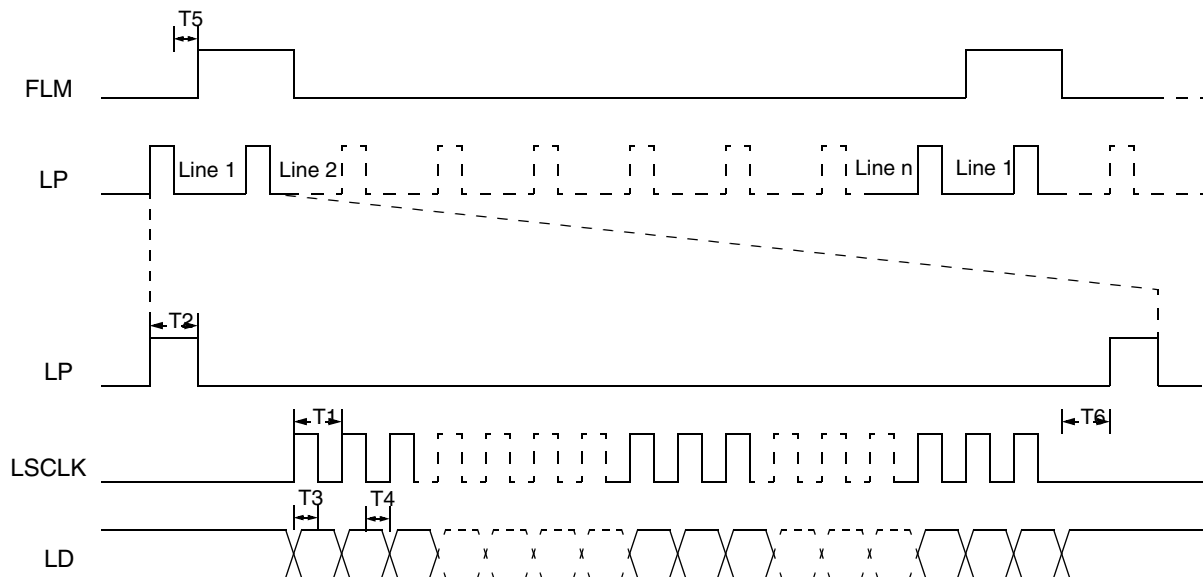 T5
FLM
LP
Line 1
Line 2
Line n
Line 1
T2
LP
T1
T6
LSCLK
T3
T4
LD